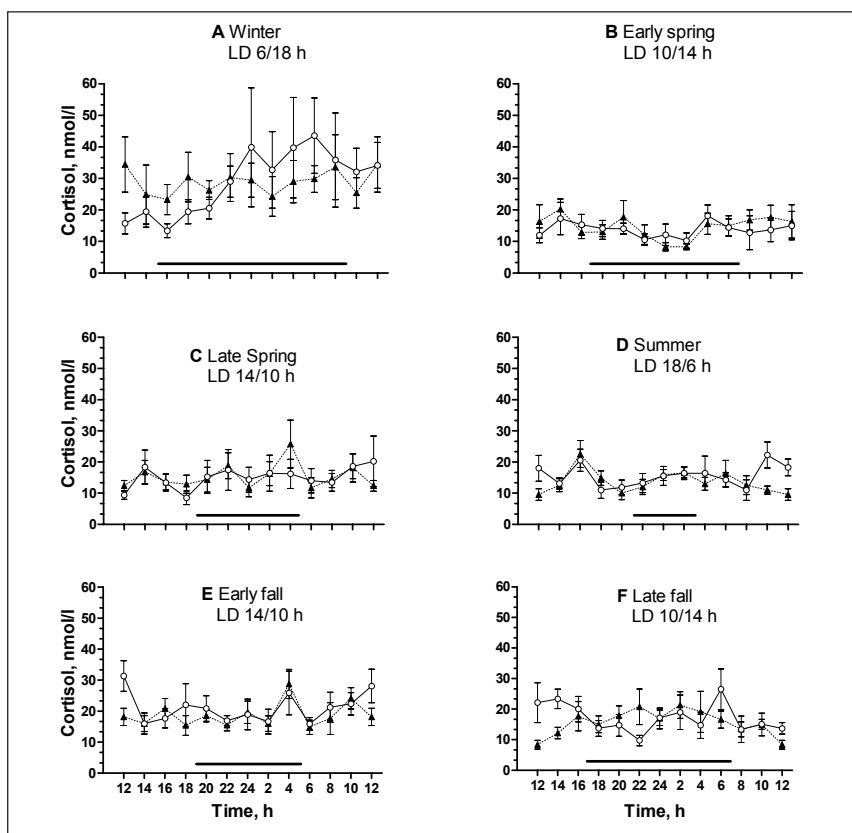 A Winter
LD 6/18 h
B Early spring
LD 10/14 h
Cortisol, nmol/l
60
50
40
30
20
10
0
60
50
40
30
20
10
0
C Late Spring
LD 14/10 h
D Summer
LD 18/6 h
Cortisol, nmol/l
60
50
40
30
20
10
0
60
50
40
30
20
10
0
E Early fall
LD 14/10 h
F Late fall
LD 10/14 h
Cortisol, nmol/l
60
50
40
30
20
10
0
60
50
40
30
20
10
0
12 14 16 18 20 22 24 2 4 6 8 10 12
12 14 16 18 20 22 24 2 4 6 8 10 12
Time, h
Time, h